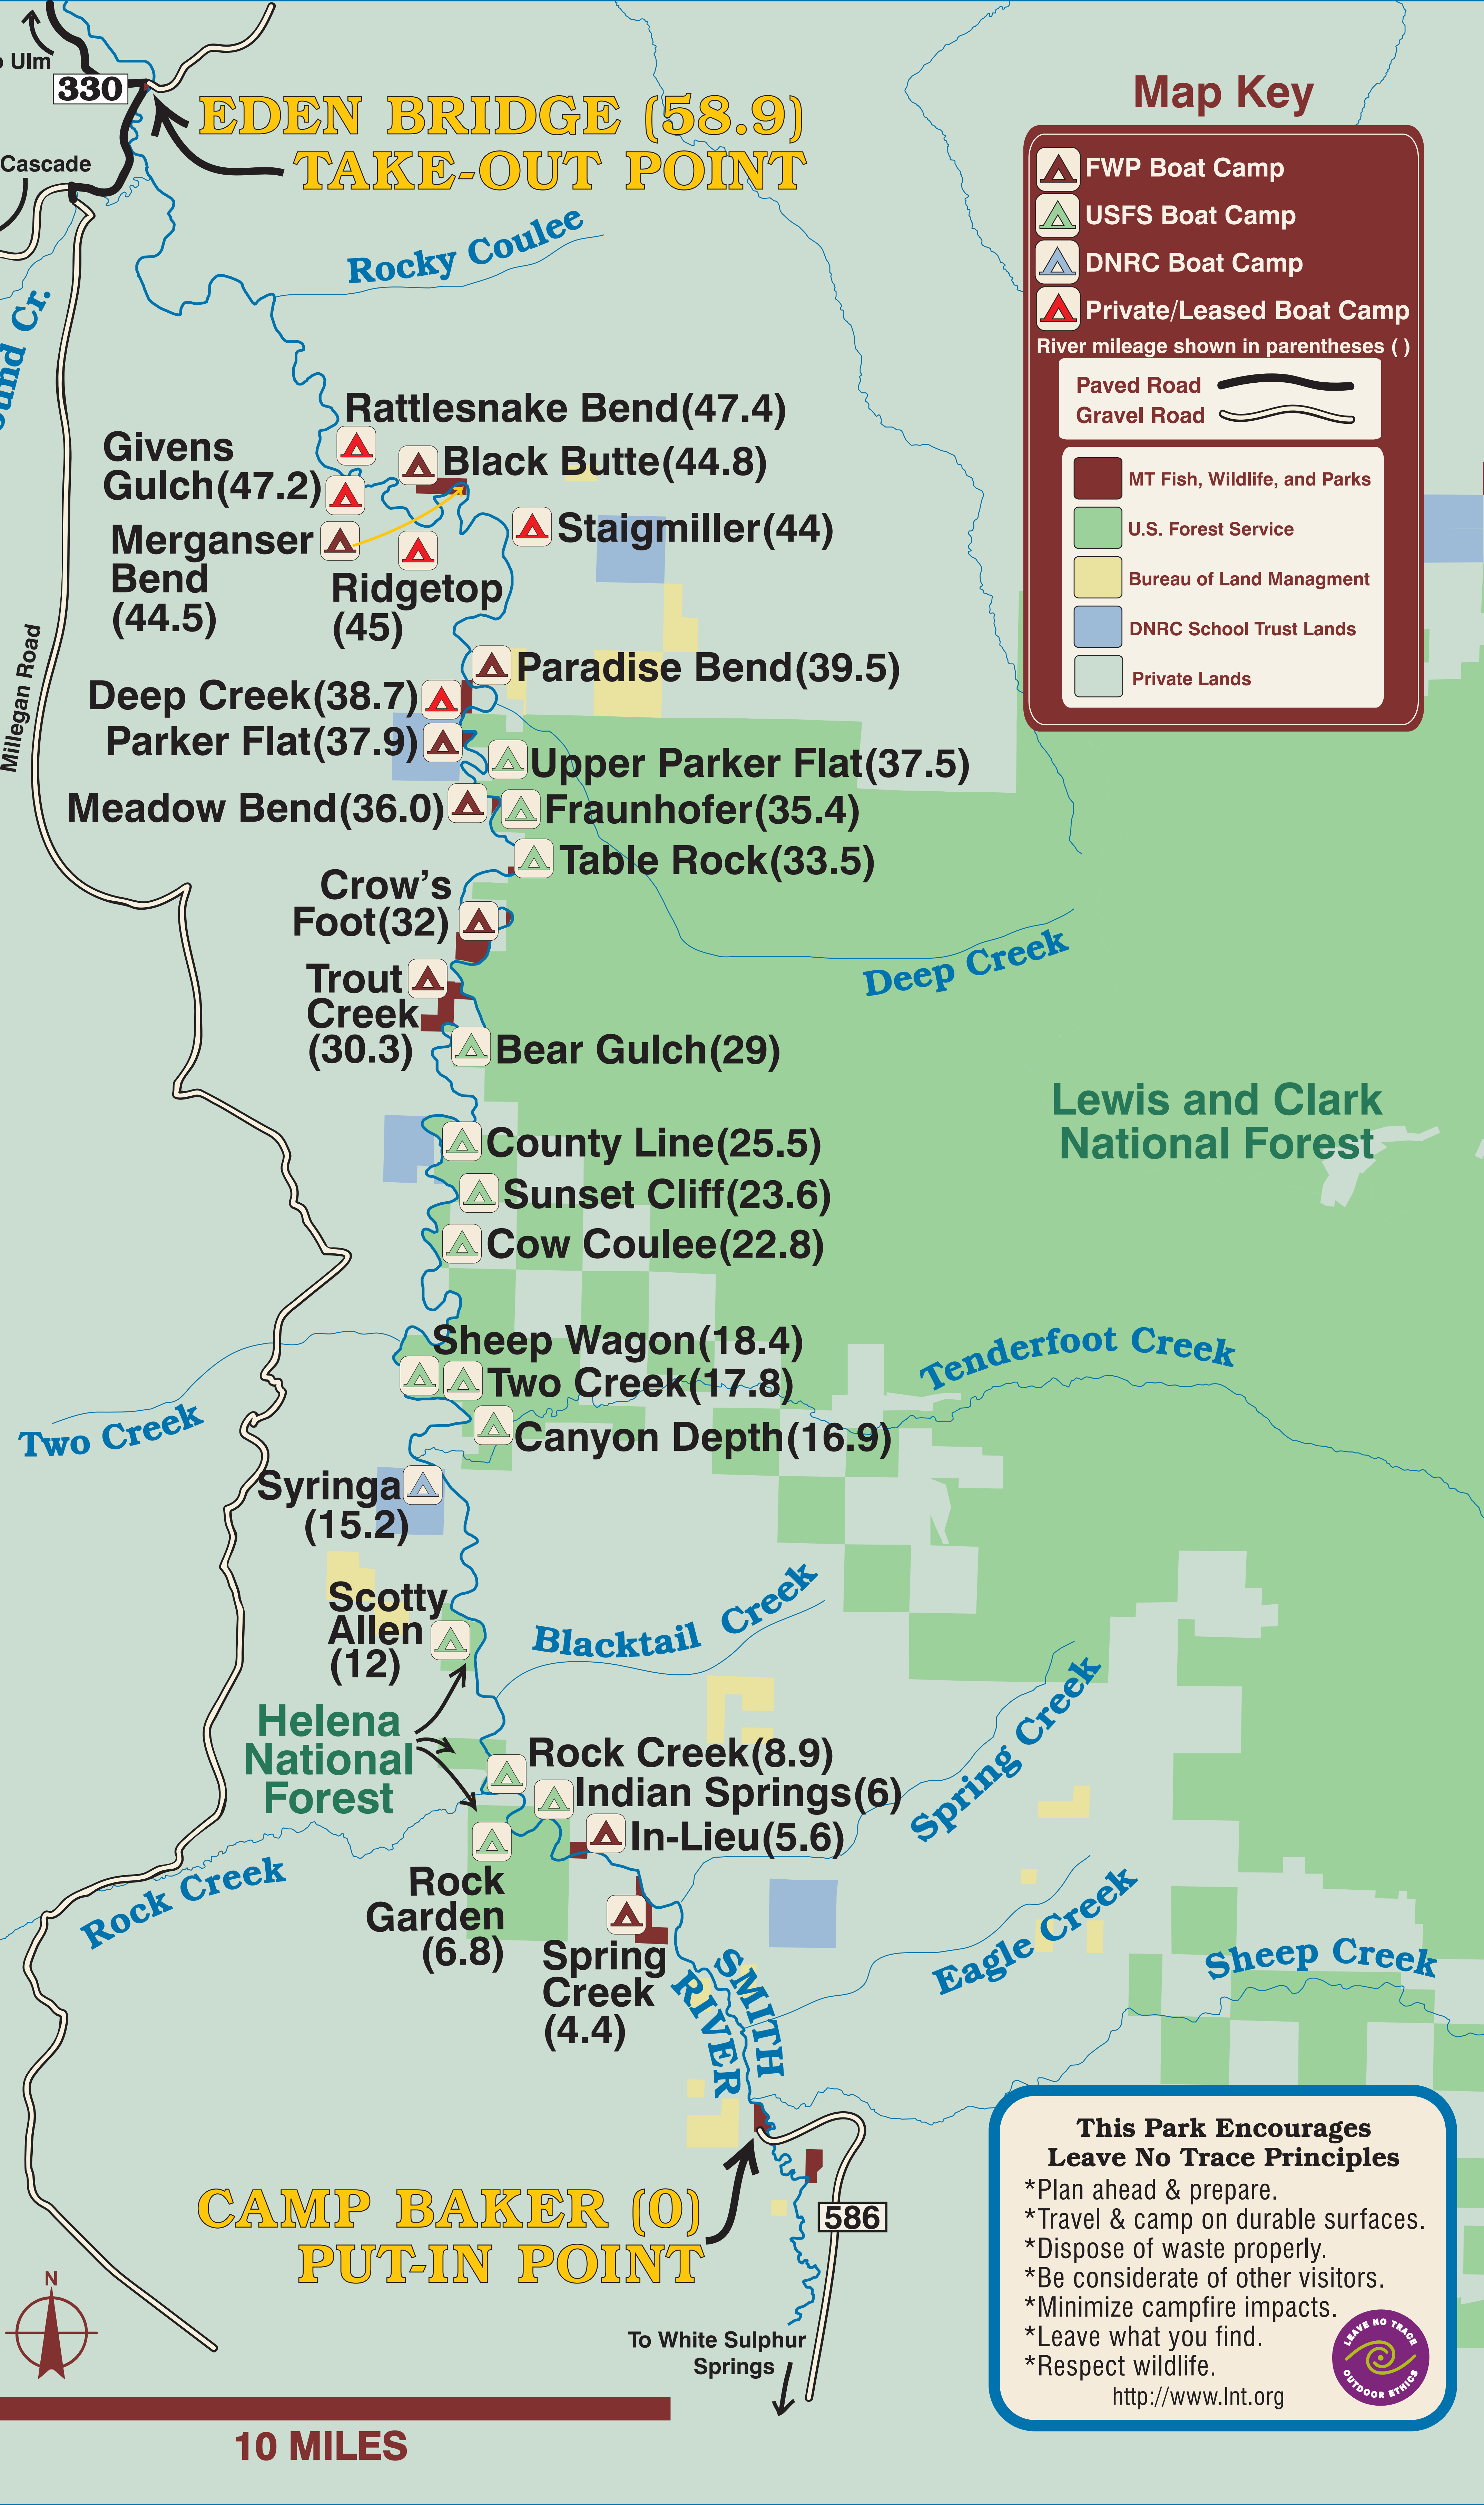 Ulm
330
EDEN BRIDGE (58.9)
TAKE-OUT POINT
Cascade
Rocky Coulee
Cr.
Map Key
FWP Boat Camp
USFS Boat Camp
DNRC Boat Camp
Private/Leased Boat Camp
River mileage shown in parentheses ( )
Paved Road
Gravel Road
MT Fish, Wildlife, and Parks
U.S. Forest Service
Bureau of Land Managment
DNRC School Trust Lands
Private Lands
Rattlesnake Bend(47.4)
Givens
Gulch(47.2)
Black Butte(44.8)
Merganser
Bend
(44.5)
Ridgetop
(45)
Staigmiller(44)
Millegan Road
Paradise Bend(39.5)
Deep Creek(38.7)
Parker Flat(37.9)
Upper Parker Flat(37.5)
Meadow Bend(36.0)
Fraunhofer(35.4)
Table Rock(33.5)
Crow's
Foot(32)
Deep Creek
Trout
Creek
(30.3)
Bear Gulch(29)
Lewis and Clark
National Forest
County Line(25.5)
Sunset Cliff(23.6)
Cow Coulee(22.8)
Sheep Wagon(18.4)
Two Creek(17.8)
Tenderfoot Creek
Two Creek
Canyon Depth(16.9)
Syringa
(15.2)
Scotty
Allen
(12)
Blacktail Creek
Helena
National
Forest
Rock Creek(8.9)
Indian Springs(6)
In-Lieu(5.6)
Spring Creek
Rock Creek
Rock
Garden
(6.8)
Spring
Creek
(4.4)
SMITH
RIVER
Eagle Creek
Sheep Creek
CAMP BAKER (0)
PUT-IN POINT
586
To White Sulphur
Springs
N
10 MILES
This Park Encourages
Leave No Trace Principles
*Plan ahead & prepare.
*Travel & camp on durable surfaces.
*Dispose of waste properly.
*Be considerate of other visitors.
*Minimize campfire impacts.
*Leave what you find.
*Respect wildlife.
http://www.lnt.org
LEAVE NO TRACE
OUTDOOR ETHICS